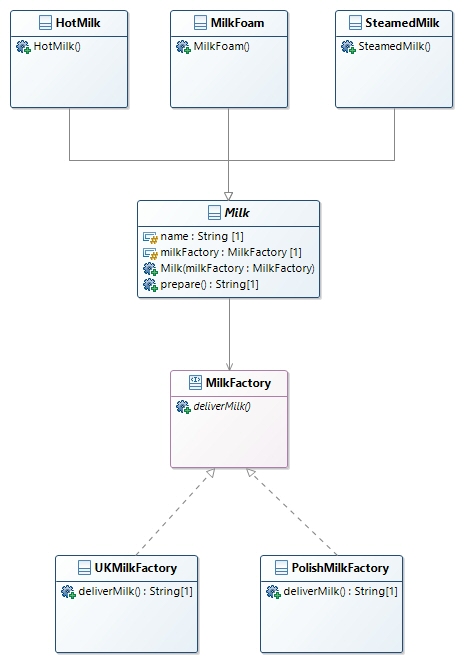 HotMilk
HotMilk()
MilkFoam
MilkFoam()
SteamedMilk
SteamedMilk()
Milk
name : String [1]
milkFactory : MilkFactory [1]
Milk(milkFactory : MilkFactory)
prepare() : String[1]
MilkFactory
deliverMilk()
UKMilkFactory
deliverMilk() : String[1]
PolishMilkFactory
deliverMilk() : String[1]